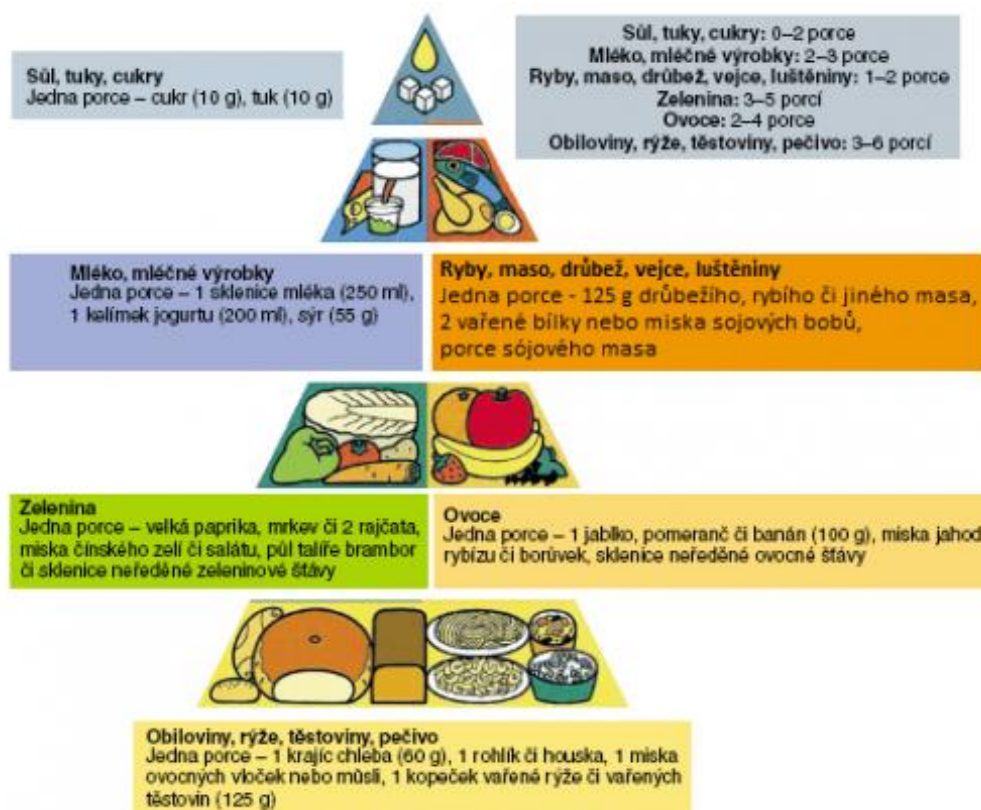 Sůl, tuky, cukry
Jedna porce – cukr (10 g), tuk (10 g)
Sůl, tuky, cukry: 0–2 porce
Mléko, mléčné výrobky: 2–3 porce
Ryby, maso, drůbež, vejce, luštěniny: 1–2 porce
Zelenina: 3–5 porcí
Ovoce: 2–4 porce
Obiloviny, rýže, těstoviny, pečivo: 3–6 porcí
Mléko, mléčné výrobky
Jedna porce – 1 sklenice mléka (250 ml),
1 kelímek jogurtu (200 ml), sýr (55 g)
Ryby, maso, drůbež, vejce, luštěniny
Jedna porce - 125 g drůbežího, rybího či jiného masa,
2 vařené bílky nebo miska sojových bobů,
porce sójového masa
Zelenina
Jedna porce – velká paprika, mrkev či 2 rajčata,
miska čínského zelí či salátu, půl talíře brambor
či sklenice neředěné zeleninové šťávy
Ovoce
Jedna porce – 1 jablko, pomeranč či banán (100 g), miska jahod
rybízu či borůvek, sklenice neředěné ovocné šťávy
Obiloviny, rýže, těstoviny, pečivo
Jedna porce – 1 krajíc chleba (60 g), 1 rohlík či houska, 1 miska
ovocných vloček nebo műsli, 1 kopeček vařené rýže či vařených
těstovin (125 g)